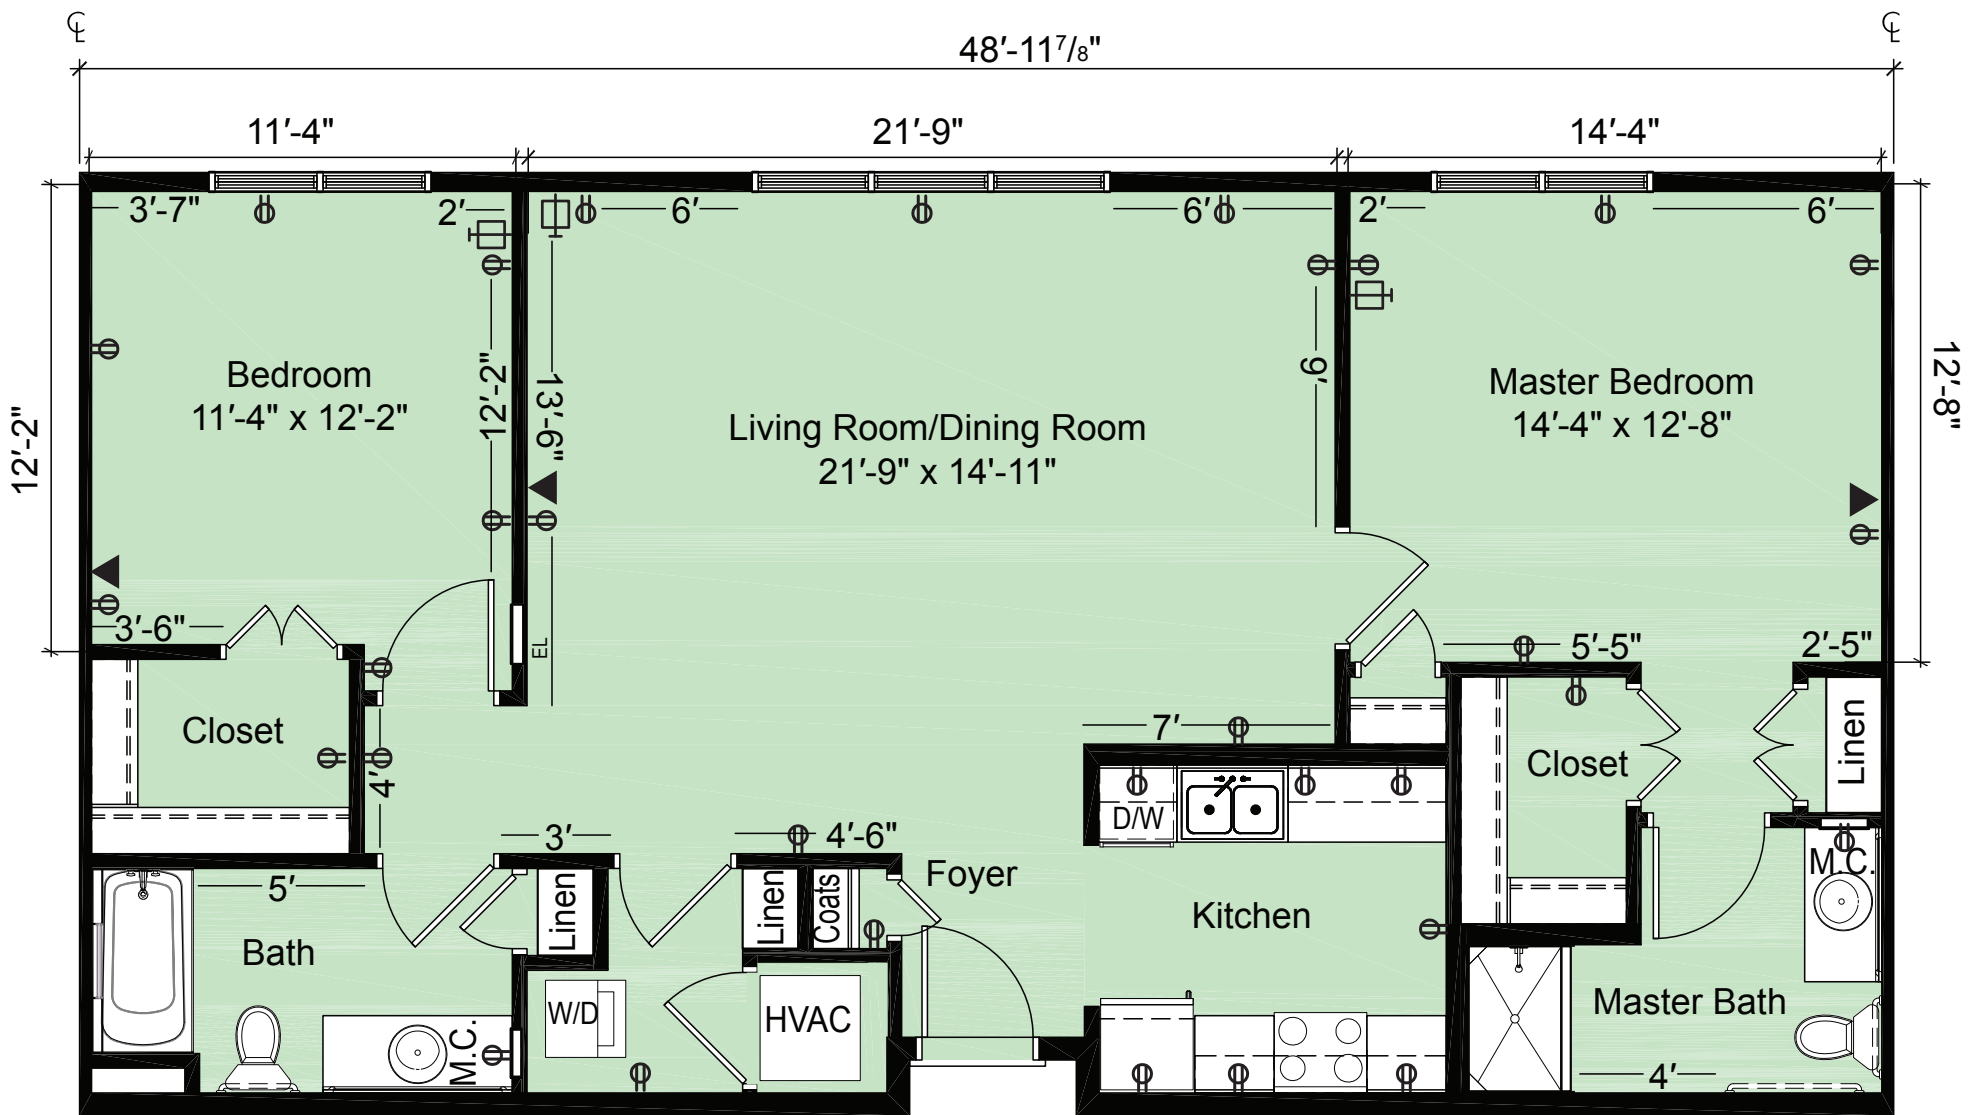 ℄
℄
48′-11⅞"
11′-4"
21′-9"
14′-4"
3′-7"
2′
6′
6′
2′
6′
12′-2"
Bedroom
11′-4" x 12′-2"
12′-2"
13′-6"
Living Room/Dining Room
21′-9" x 14'-11"
9′
Master Bedroom
14′-4" x 12'-8"
12′-8"
3′-6"
EL
5′-5"
2′-5"
Closet
4′
7′
Closet
Linen
3′
4′-6"
D/W
M.C.
5′
Bath
Linen
Linen
Coats
Foyer
Kitchen
W/D
HVAC
M.C.
Master Bath
4′